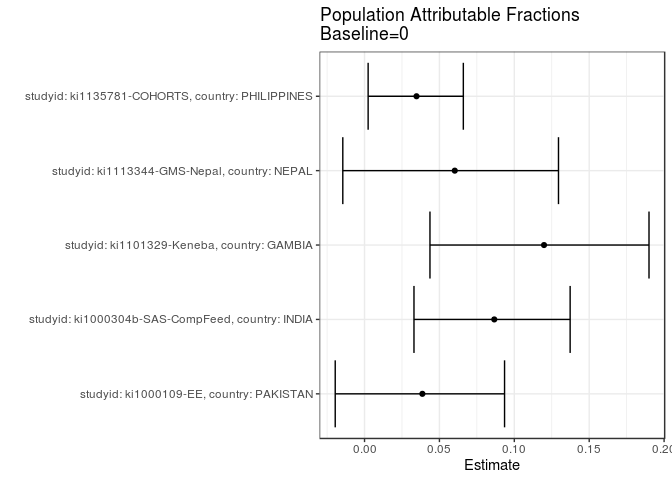 Population Attributable Fractions
Baseline=0
studyid: ki1135781-COHORTS, country: PHILIPPINES
studyid: ki1113344-GMS-Nepal, country: NEPAL
studyid: ki1101329-Keneba, country: GAMBIA
studyid: ki1000304b-SAS-CompFeed, country: INDIA
studyid: ki1000109-EE, country: PAKISTAN
0.00 0.05 0.10 0.15 0.20
Estimate